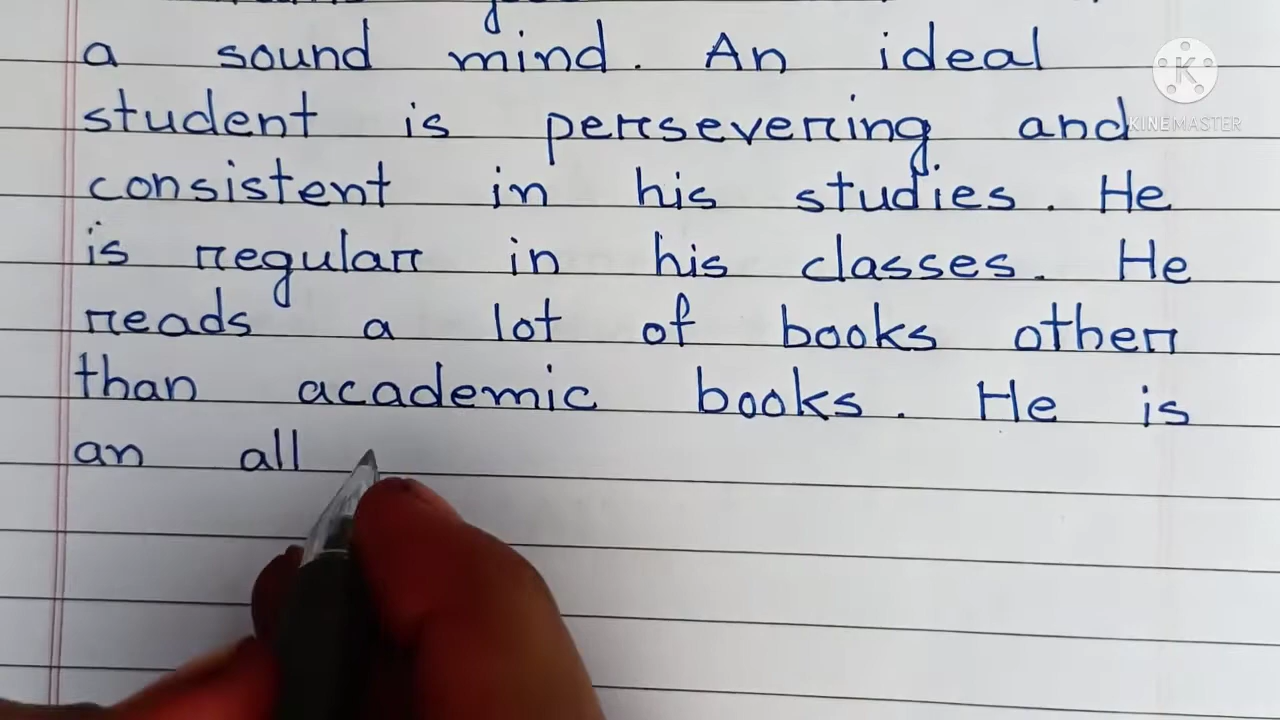 a sound mind. An ideal
student is persevering and
consistent in his studies. He
is regular in his classes. He
reads a lot of books other
than academic books. He is
an all
K
KINEMASTER